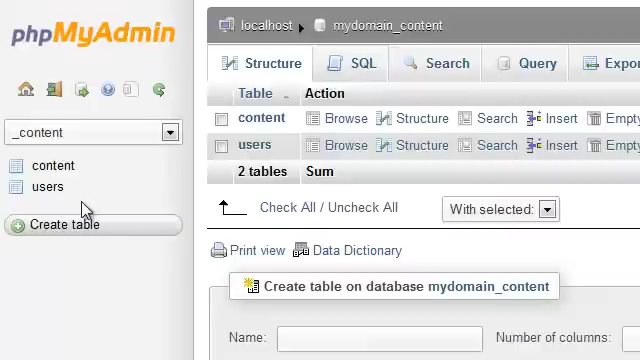 phpMyAdmin
_content
content
users
Create table
localhost mydomain_content
Structure SQL Search Query Expor
Table Action
content Browse Structure Search Insert Empty
users Browse Structure Search Insert Empty
2 tables Sum
Check All / Uncheck All With selected:
Print view Data Dictionary
Create table on database mydomain_content
Name: Number of columns: